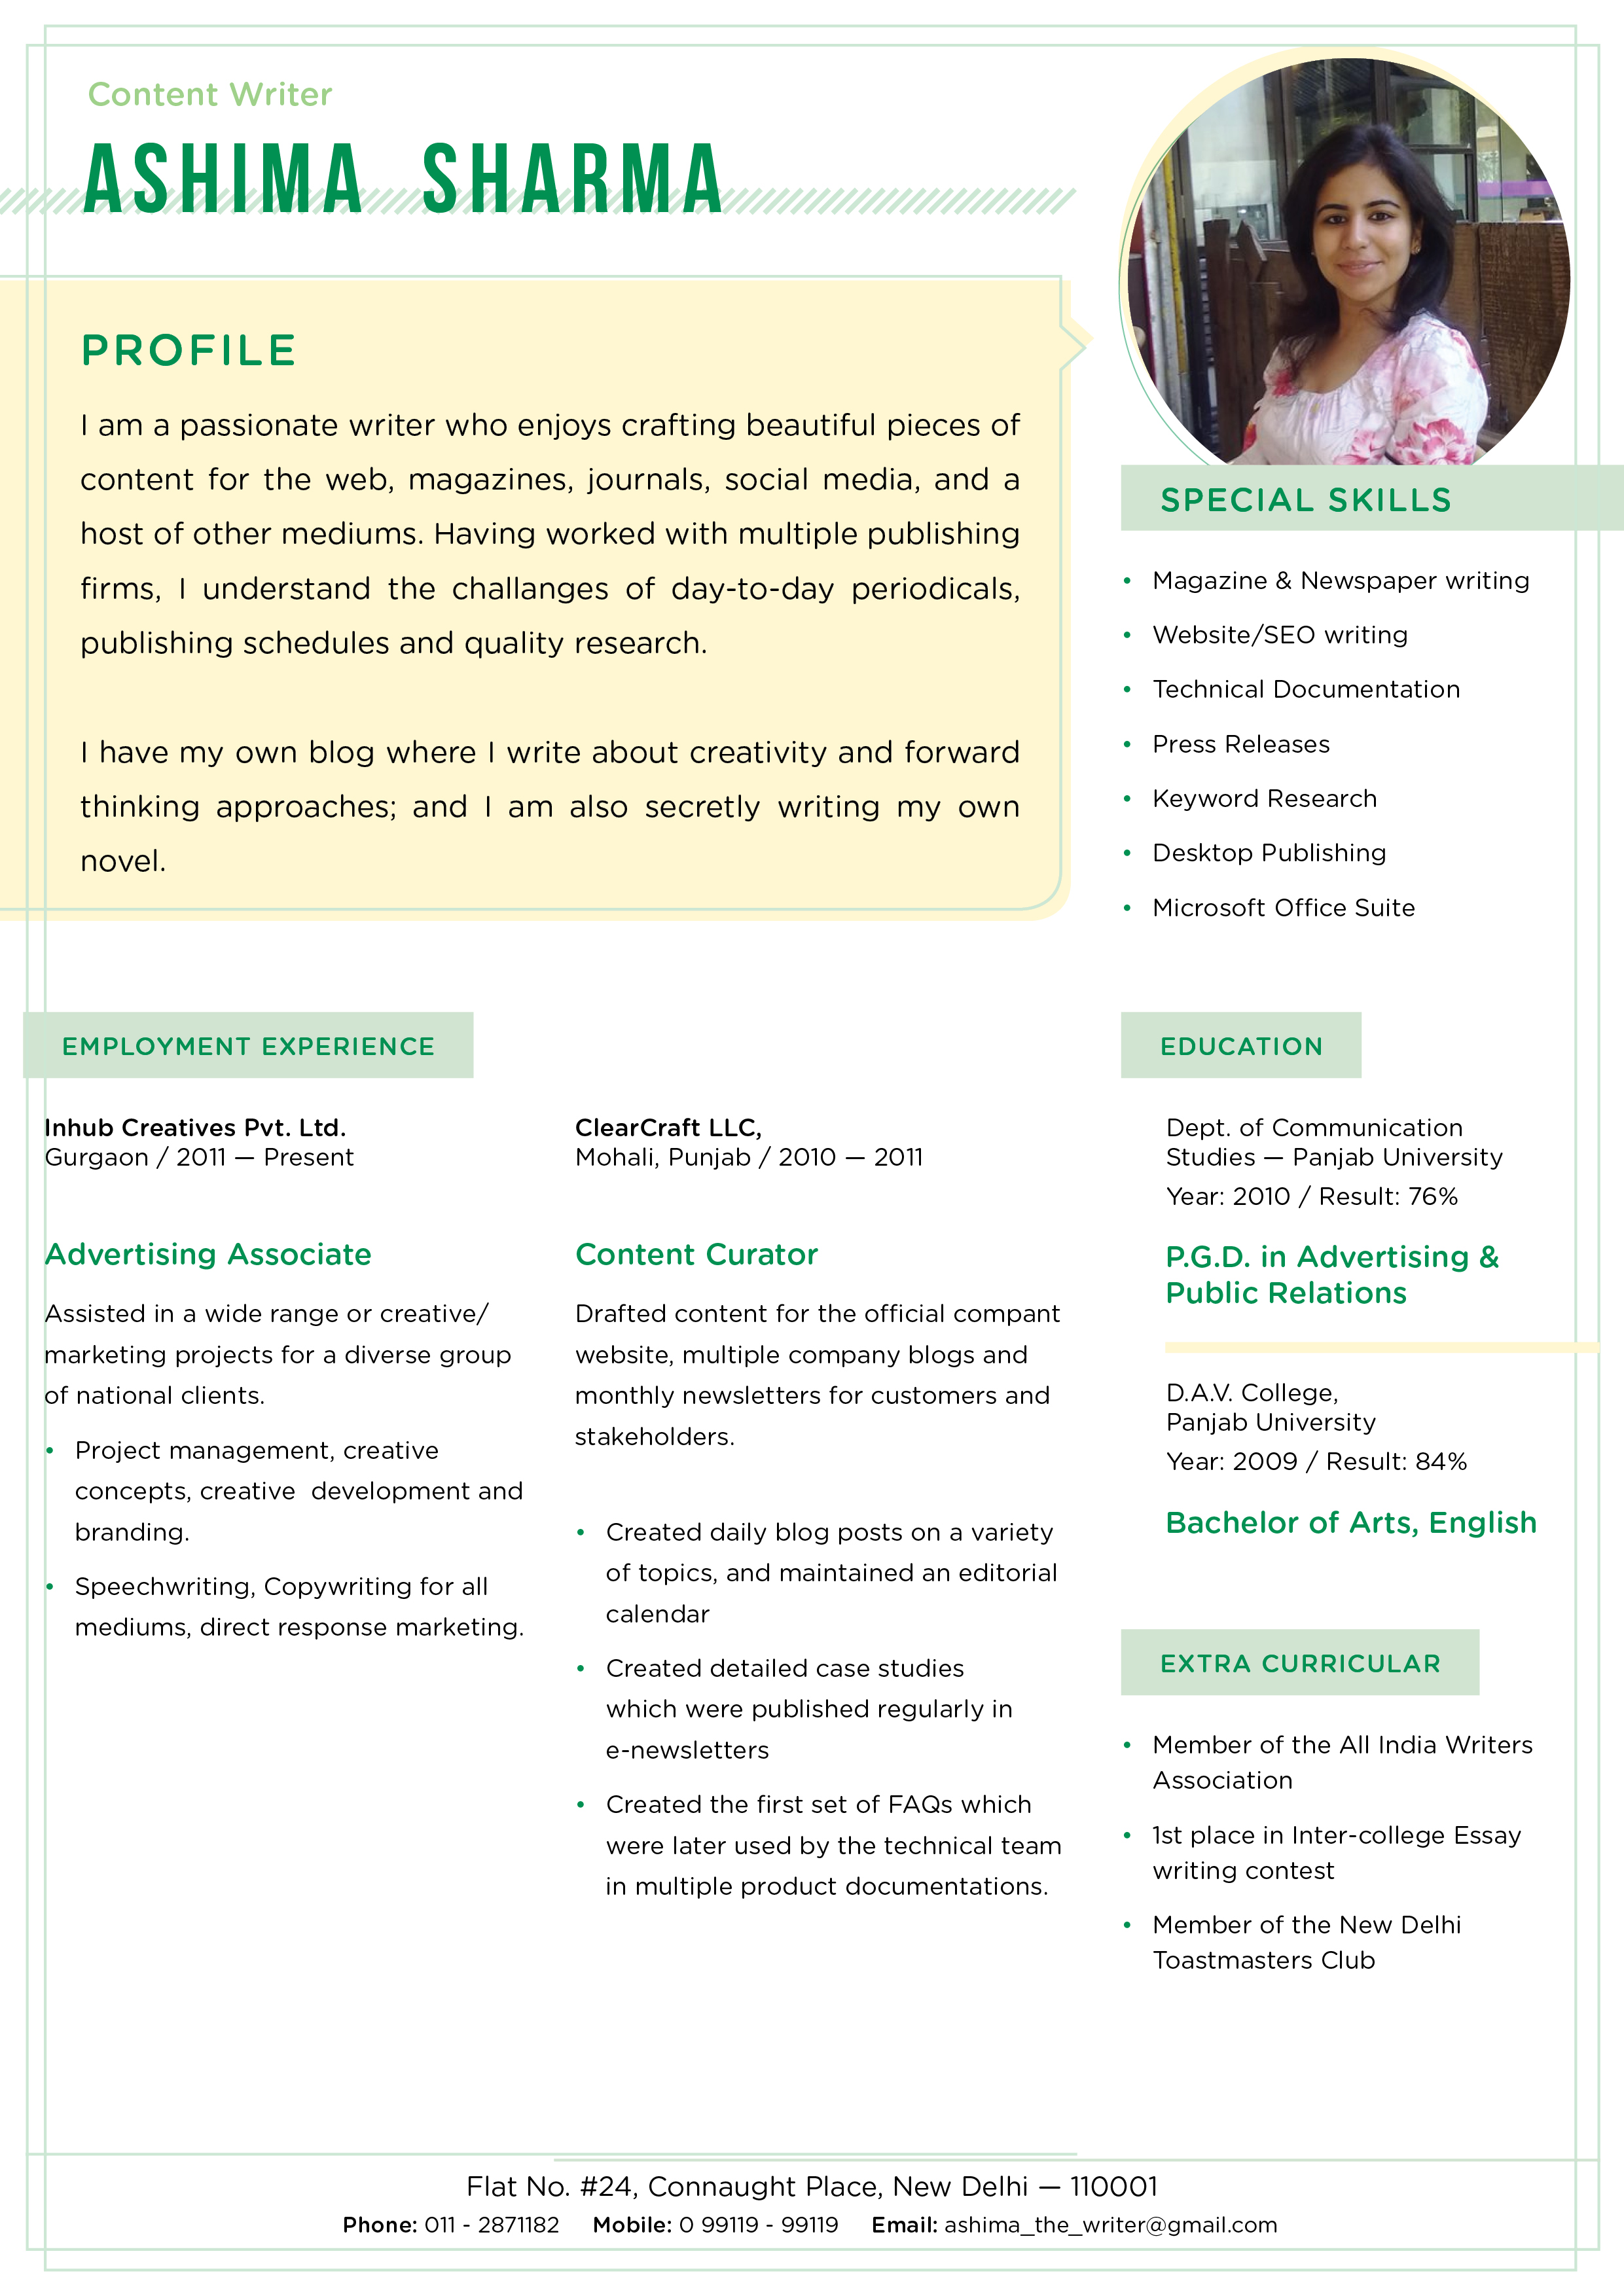 Content Writer
ASHIMA SHARMA
PROFILE
I am a passionate writer who enjoys crafting beautiful pieces of
content for the web, magazines, journals, social media, and a
host of other mediums. Having worked with multiple publishing
firms, I understand the challanges of day-to-day periodicals,
publishing schedules and quality research.
I have my own blog where I write about creativity and forward
thinking approaches; and I am also secretly writing my own
novel.
SPECIAL SKILLS
• Magazine & Newspaper writing
• Website/SEO writing
• Technical Documentation
• Press Releases
• Keyword Research
• Desktop Publishing
• Microsoft Office Suite
EMPLOYMENT EXPERIENCE
Inhub Creatives Pvt. Ltd.
Gurgaon / 2011 — Present
Advertising Associate
Assisted in a wide range or creative/
marketing projects for a diverse group
of national clients.
• Project management, creative
concepts, creative development and
branding.
• Speechwriting, Copywriting for all
mediums, direct response marketing.
ClearCraft LLC,
Mohali, Punjab / 2010 — 2011
Content Curator
Drafted content for the official compant
website, multiple company blogs and
monthly newsletters for customers and
stakeholders.
• Created daily blog posts on a variety
of topics, and maintained an editorial
calendar
• Created detailed case studies
which were published regularly in
e-newsletters
• Created the first set of FAQs which
were later used by the technical team
in multiple product documentations.
EDUCATION
Dept. of Communication
Studies — Panjab University
Year: 2010 / Result: 76%
P.G.D. in Advertising &
Public Relations
D.A.V. College,
Panjab University
Year: 2009 / Result: 84%
Bachelor of Arts, English
EXTRA CURRICULAR
• Member of the All India Writers
Association
• 1st place in Inter-college Essay
writing contest
• Member of the New Delhi
Toastmasters Club
Flat No. #24, Connaught Place, New Delhi — 110001
Phone: 011 - 2871182 Mobile: 0 99119 - 99119 Email: ashima_the_writer@gmail.com